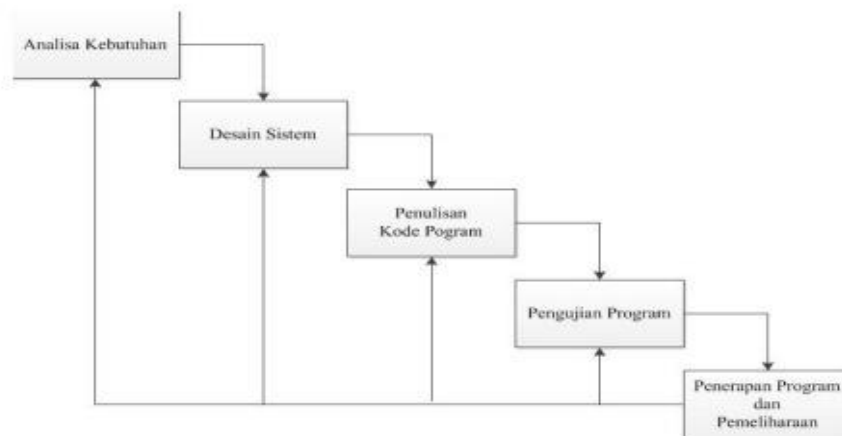 Analisa Kebutuhan
Desain Sistem
Penulisan
Kode Pogram
Pengujian Program
Penerapan Program
dan
Pemeliharaan